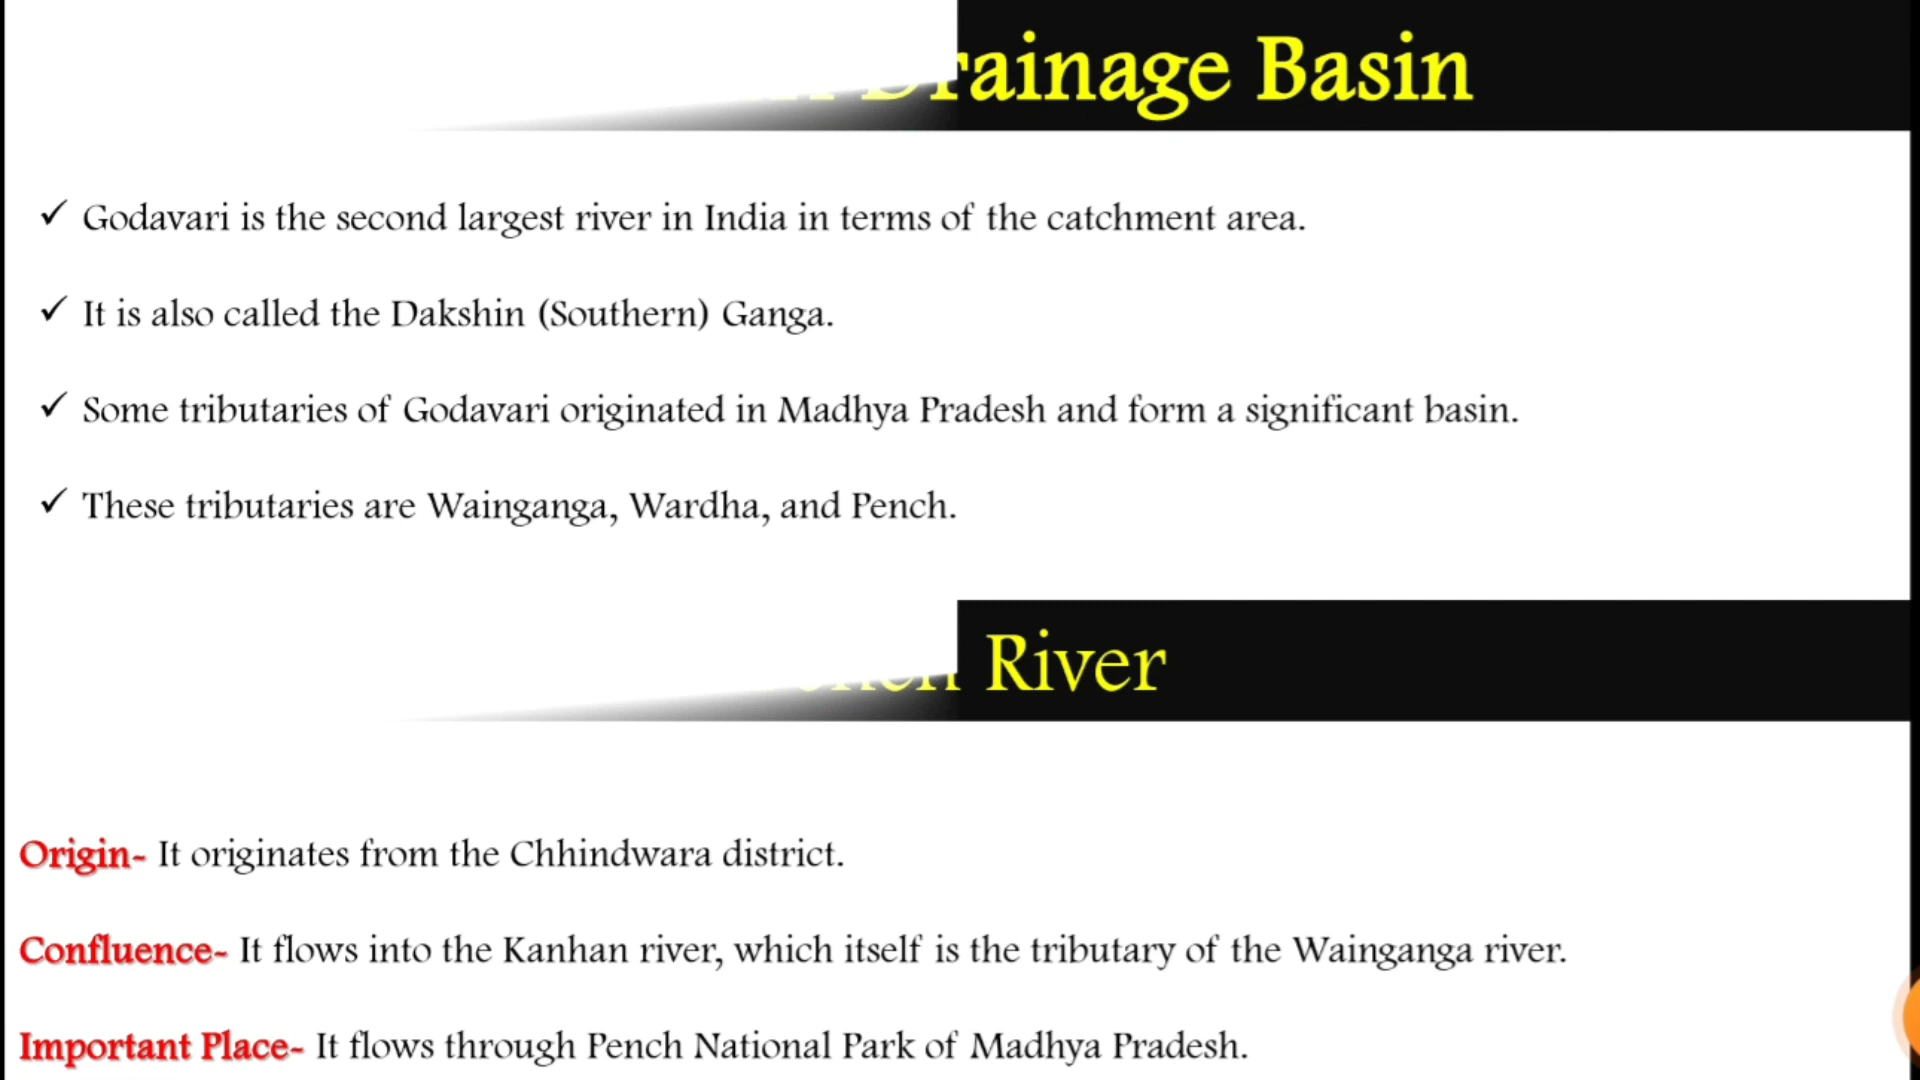 Drainage Basin
✓ Godavari is the second largest river in India in terms of the catchment area.
✓ It is also called the Dakshin (Southern) Ganga.
✓ Some tributaries of Godavari originated in Madhya Pradesh and form a significant basin.
✓ These tributaries are Wainganga, Wardha, and Pench.
River
Origin- It originates from the Chhindwara district.
Confluence- It flows into the Kanhan river, which itself is the tributary of the Wainganga river.
Important Place- It flows through Pench National Park of Madhya Pradesh.